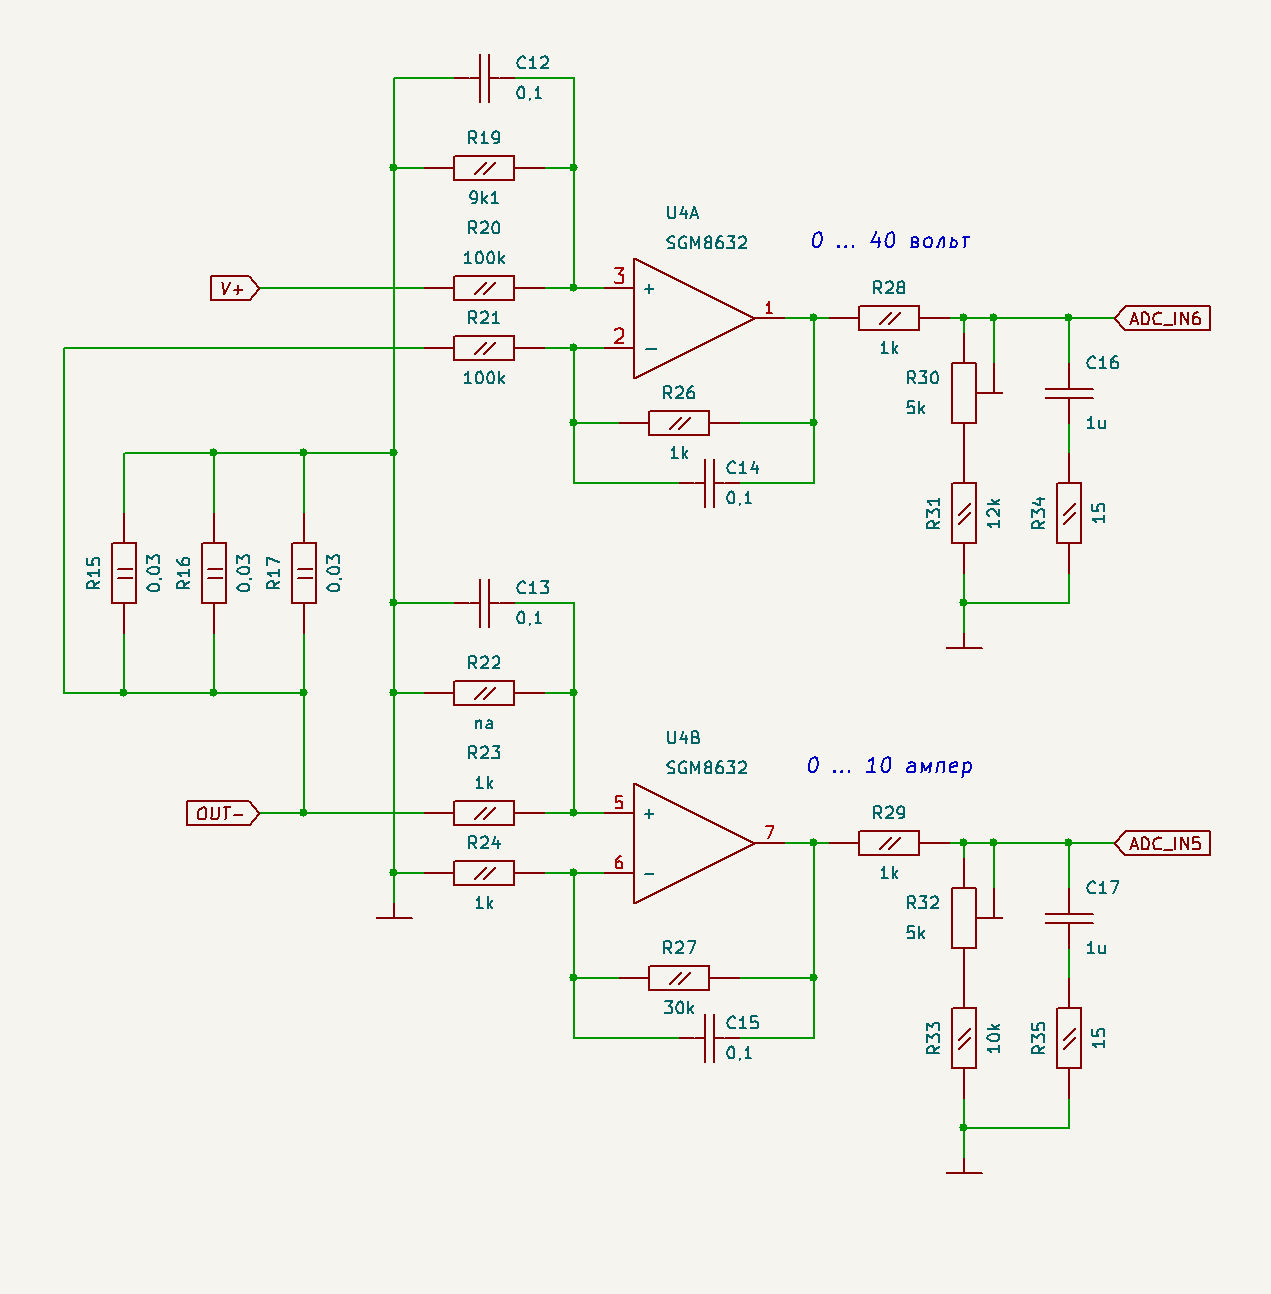 C12
0,1
R19
9k1
R20
100k
V+
R21
100k
U4A
SGM8632
0 ... 40 вольт
3
+
2
−
1
R28
1k
ADC_IN6
R26
1k
C14
0,1
R30
5k
C16
1u
R31
12k
R34
15
R15
0,03
R16
0,03
R17
0,03
C13
0,1
R22
na
R23
1k
OUT-
R24
1k
U4B
SGM8632
0 ... 10 ампер
5
+
6
−
7
R29
1k
ADC_IN5
R27
30k
C15
0,1
R32
5k
C17
1u
R33
10k
R35
15